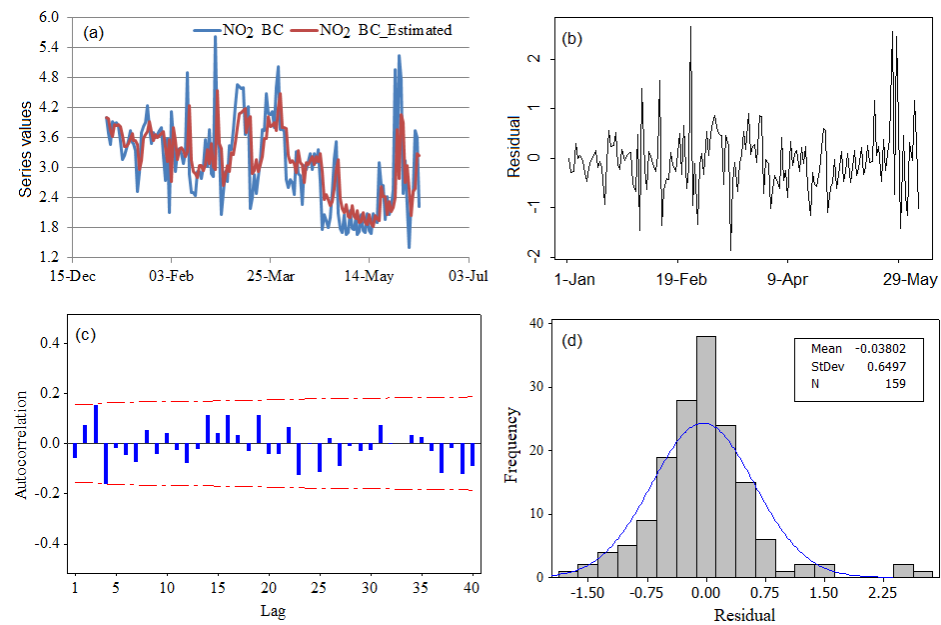 (a)
NO2 BC
NO2 BC_Estimated
Series values
6.0
5.4
4.8
4.2
3.6
3.0
2.4
1.8
1.2
15-Dec
03-Feb
25-Mar
14-May
03-Jul
(b)
Residual
2
1
0
-1
-2
1-Jan
19-Feb
9-Apr
29-May
(c)
Autocorrelation
0.4
0.2
0.0
-0.2
-0.4
1
5
10
15
20
25
30
35
40
Lag
(d)
Mean -0.03802
StDev 0.6497
N 159
Frequency
40
30
20
10
0
-1.50
-0.75
0.00
0.75
1.50
2.25
Residual